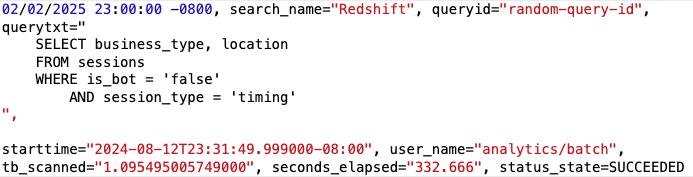 02/02/2025 23:00:00 -0800, search_name="Redshift", queryid="random-query-id",
querytxt="
    SELECT business_type, location
    FROM sessions
    WHERE is_bot = 'false'
        AND session_type = 'timing'
",
starttime="2024-08-12T23:31:49.999000-08:00", user_name="analytics/batch",
tb_scanned="1.095495005749000", seconds_elapsed="332.666", status_state=SUCCEEDED